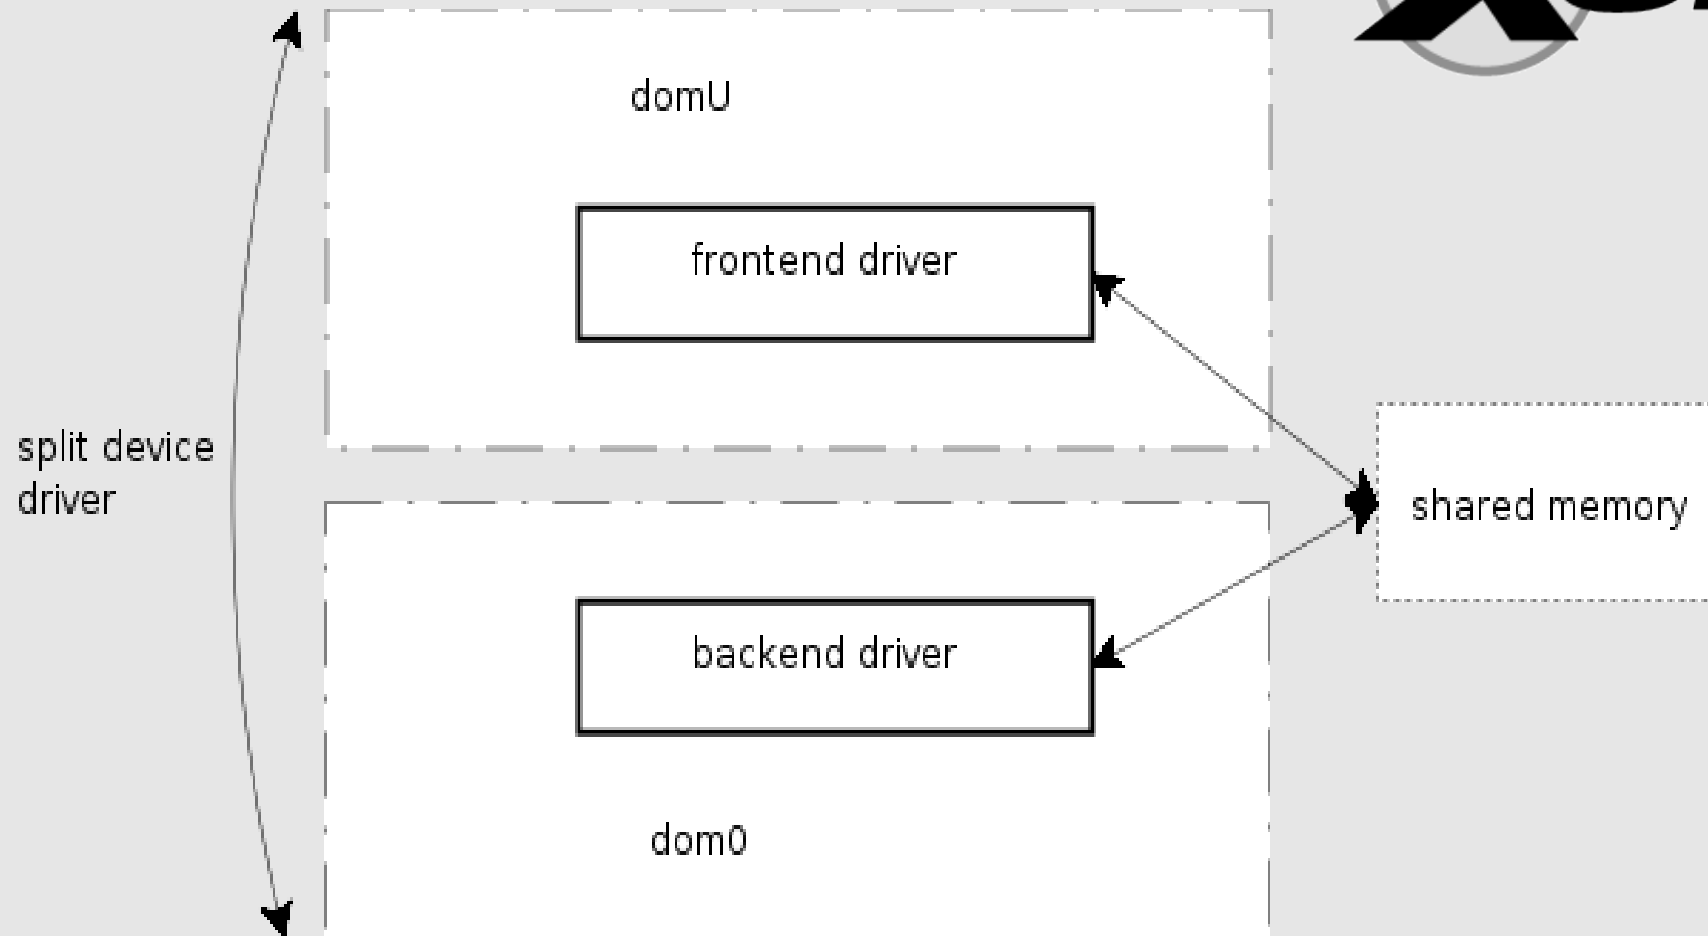 domU
frontend driver
split device
driver
shared memory
backend driver
dom0